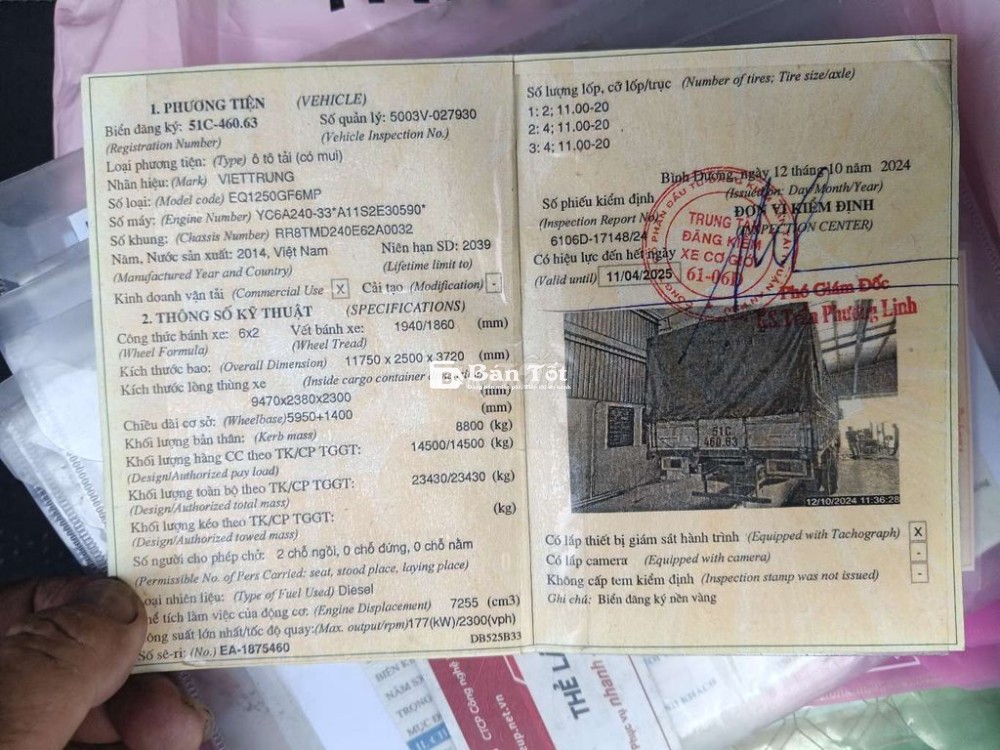 1. PHƯƠNG TIỆN (VEHICLE)
Biển đăng ký: 51C-460.63 Số quản lý: 5003V-027930
(Registration Number) (Vehicle Inspection No.)
Loại phương tiện: (Type) ô tô tải (có mui)
Nhãn hiệu: (Mark) VIETTRUNG
Số loại: (Model code) EQ1250GF6MP
Số máy: (Engine Number) YC6A240-33*A11S2E30590*
Số khung: (Chassis Number) RR8TMD240E62A0032
Năm, Nước sản xuất: 2014, Việt Nam Niên hạn SD: 2039
(Manufactured Year and Country) (Lifetime limit to)
Kinh doanh vận tải (Commercial Use X Cải tạo (Modification) -
2. THÔNG SỐ KỸ THUẬT (SPECIFICATIONS)
Công thức bánh xe: 6x2 Vết bánh xe: 1940/1860 (mm)
(Wheel Formula) (Wheel Tread)
Kích thước bao: (Overall Dimension) 11750 x 2500 x 3720 (mm)
Kích thước lòng thùng xe (Inside cargo container
9470x2380x2300 (mm)
Chiều dài cơ sở: (Wheelbase) 5950+1400 (mm)
Khối lượng bản thân: (Kerb mass) 8800 (kg)
Khối lượng hàng CC theo TK/CP TGGT: 14500/14500 (kg)
(Design/Authorized pay load)
Khối lượng toàn bộ theo TK/CP TGGT: 23430/23430 (kg)
(Design/Authorized total mass)
Khối lượng kéo theo TK/CP TGGT: (kg)
(Design/Authorized towed mass)
Số người cho phép chở: 2 chỗ ngồi, 0 chỗ đứng, 0 chỗ nằm
(Permissible No. of Pers Carried: seat, stood place, laying place)
oại nhiên liệu: (Type of Fuel Used) Diesel
hể tích làm việc của động cơ: (Engine Displacement) 7255 (cm3)
ông suất lớn nhất/tốc độ quay: (Max. output/rpm) 177(kW)/2300(vph)
Số sê-ri: (No.) EA-1875460 DB525B33
Số lượng lốp, cỡ lốp/trục (Number of tires; Tire size/axle)
1: 2; 11.00-20
2: 4; 11.00-20
3: 4; 11.00-20
Bình Dương, ngày 12 tháng 10 năm 2024
(Issued on: Day/Month/Year)
Số phiếu kiểm định ĐƠN VỊ KIỂM ĐỊNH
(Inspection Report No) (INSPECTION CENTER)
6106D-17148/24
Có hiệu lực đến hết ngày
(Valid until) 11/04/2025
TRUNG TÂM
ĐĂNG KIỂM
XE CƠ GIỚI
61-06D
Phó Giám Đốc
Phương Linh
Bán Tốt
51C
460.63
12/10/2024 11:36:28
Có lắp thiết bị giám sát hành trình (Equipped with Tachograph) X
Có lắp camera (Equipped with camera) -
Không cấp tem kiểm định (Inspection stamp was not issued) -
Ghi chú: Biển đăng ký nền vàng
BIỂN K
NĂM S
TRỌNG
MỤC Đ
CTCP Công nghệ
up.net.vn
THẺ L
Phục vụ nhanh